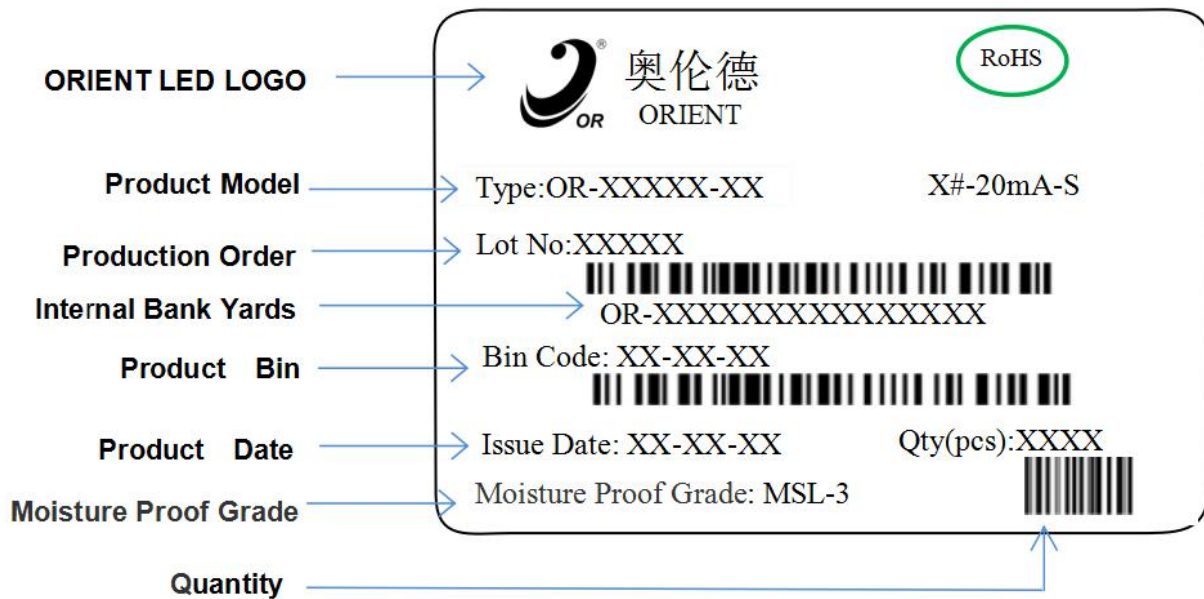 ORIENT LED LOGO
®
OR
奥伦德
ORIENT
RoHS
Product Model
Type:OR-XXXXX-XX
X#-20mA-S
Production Order
Lot No:XXXXX
Internal Bank Yards
OR-XXXXXXXXXXXXXXX
Product Bin
Bin Code: XX-XX-XX
Product Date
Issue Date: XX-XX-XX
Qty(pcs):XXXX
Moisture Proof Grade
Moisture Proof Grade: MSL-3
Quantity